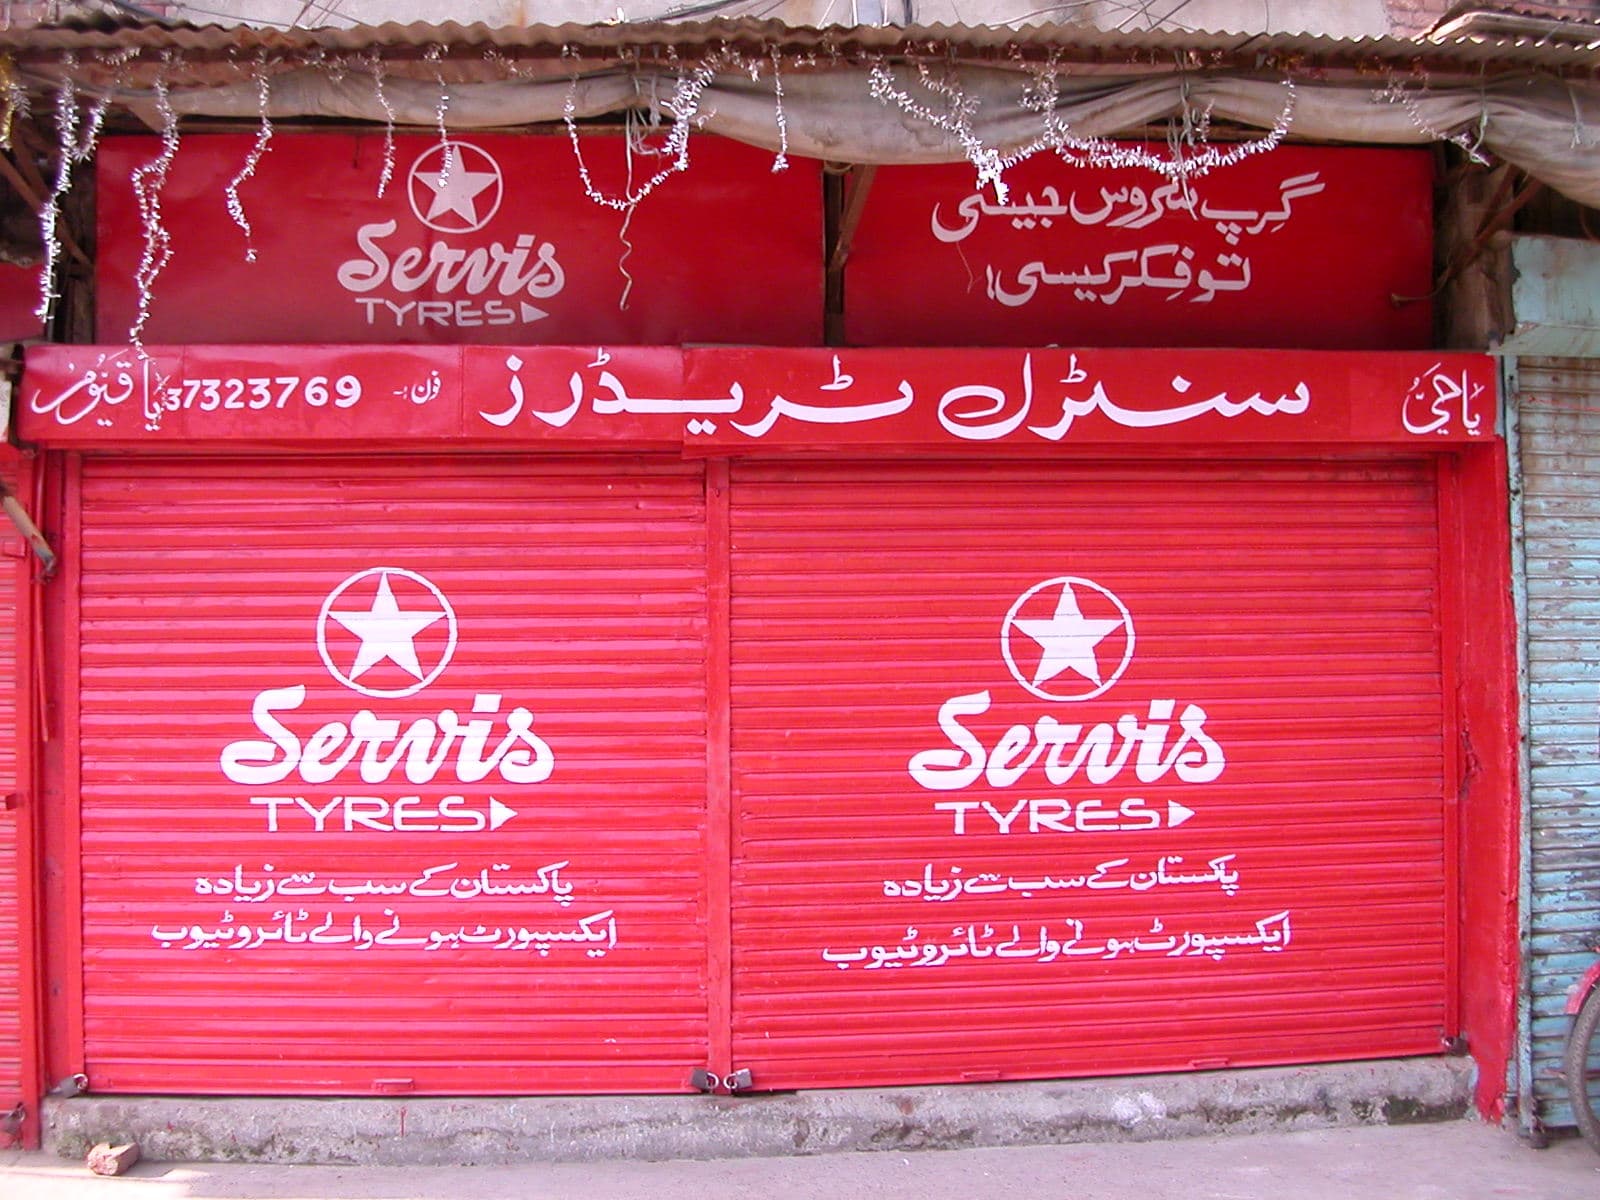 Servis
TYRES
گرپ سروس جیسی
تو فکر کیسی!
یا حَیُّ
سنٹرل ٹریڈرز
فون:-
37323769
یا قیّومُ
Servis
TYRES
پاکستان کے سب سے زیادہ
ایکسپورٹ ہونے والے ٹائر و ٹیوب
Servis
TYRES
پاکستان کے سب سے زیادہ
ایکسپورٹ ہونے والے ٹائر و ٹیوب